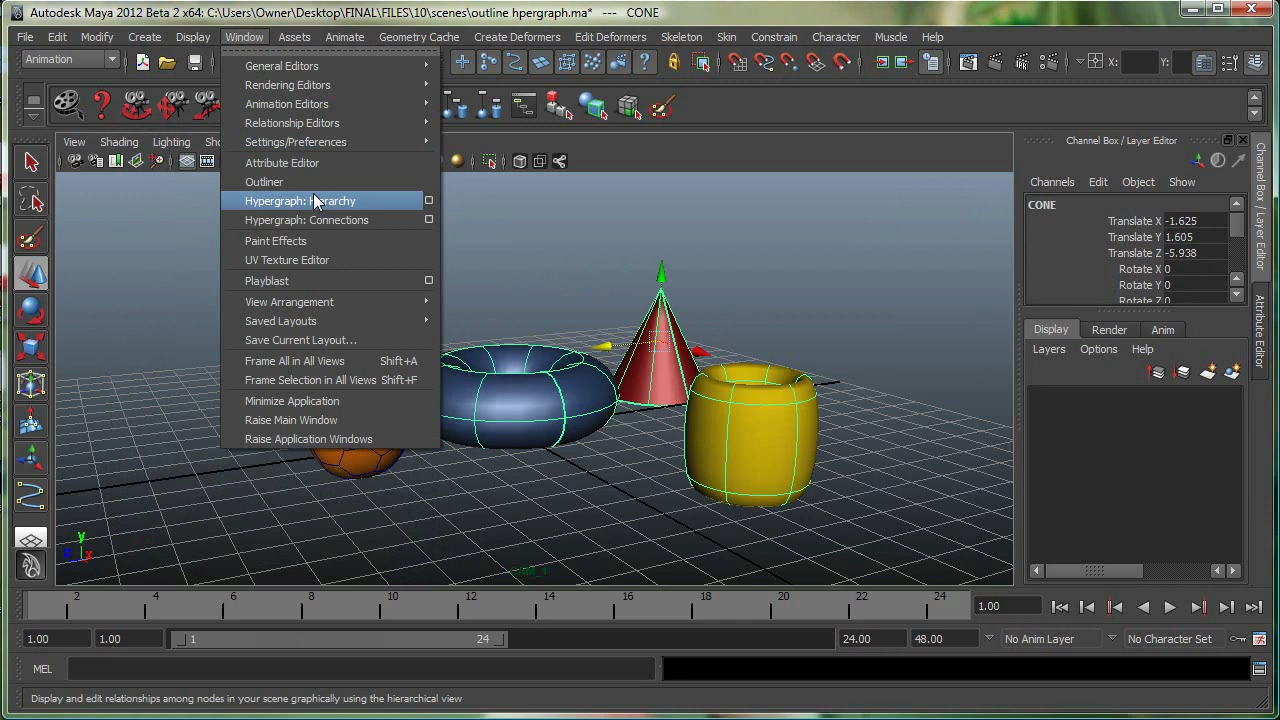 Autodesk Maya 2012 Beta 2 x64: C:\Users\Owner\Desktop\FINAL\FILES\10\scenes\outline hpergraph.ma* --- CONE
File Edit Modify Create Display Window Assets Animate Geometry Cache Create Deformers Edit Deformers Skeleton Skin Constrain Character Muscle Help
Animation X: Y:
General Editors
Rendering Editors
Animation Editors
Relationship Editors
Settings/Preferences
Attribute Editor
Outliner
Hypergraph: Hierarchy
Hypergraph: Connections
Paint Effects
UV Texture Editor
Playblast
View Arrangement
Saved Layouts
Save Current Layout...
Frame All in All Views Shift+A
Frame Selection in All Views Shift+F
Minimize Application
Raise Main Window
Raise Application Windows
View Shading Lighting
y
x
Channel Box / Layer Editor
Channels Edit Object Show
CONE
Translate X -1.625
Translate Y 1.605
Translate Z -5.938
Rotate X 0
Rotate Y 0
Rotate Z 0
Display Render Anim
Layers Options Help
Channel Box / Layer Editor
Attribute Editor
2 4 6 8 10 12 14 16 18 20 22 24
1.00
1.00 1.00 1 24 24.00 48.00 No Anim Layer No Character Set
MEL
Display and edit relationships among nodes in your scene graphically using the hierarchical view